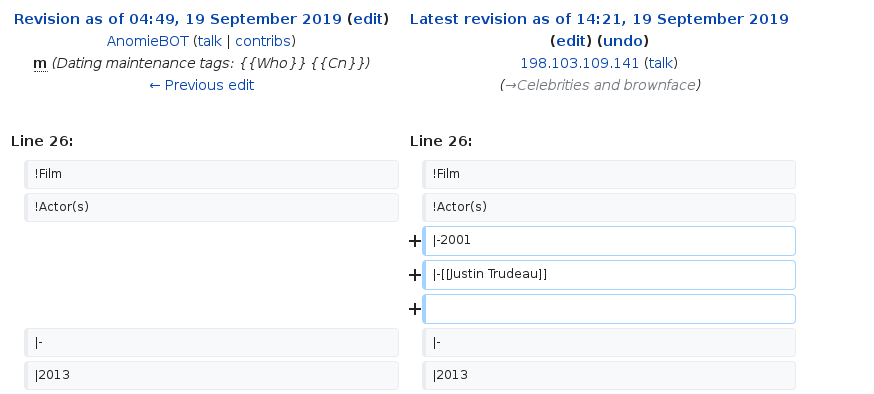 Revision as of 04:49, 19 September 2019 (edit)
AnomieBOT (talk | contribs)
m (Dating maintenance tags: {{Who}} {{Cn}})
← Previous edit
Latest revision as of 14:21, 19 September 2019
(edit) (undo)
198.103.109.141 (talk)
(→Celebrities and brownface)
Line 26:
Line 26:
!Film
!Film
!Actor(s)
!Actor(s)
+ |-2001
+ |-[[Justin Trudeau]]
+
|-
|-
|2013
|2013